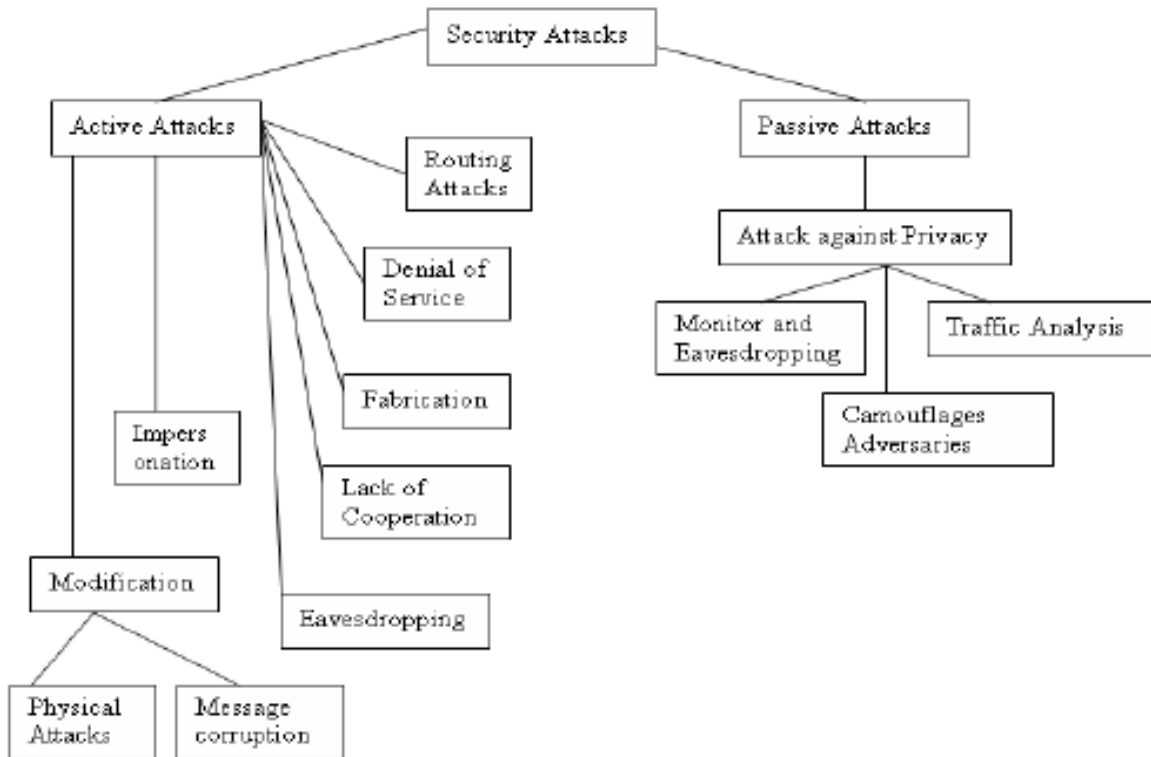 Security Attacks
Active Attacks
Passive Attacks
Routing
Attacks
Attack against Privacy
Denial of
Service
Monitor and
Eavesdropping
Traffic Analysis
Fabrication
Camouflages
Adversaries
Impers
onation
Lack of
Cooperation
Modification
Eavesdropping
Physical
Attacks
Message
corruption